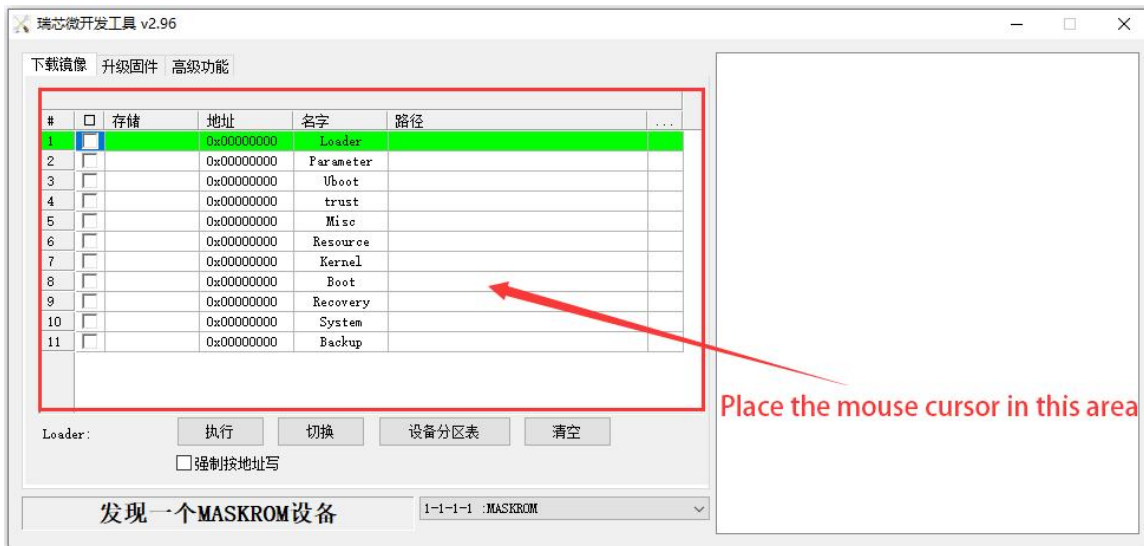 瑞芯微开发工具 v2.96
下载镜像 升级固件 高级功能
# 存储 地址 名字 路径 ...
1 0x00000000 Loader
2 0x00000000 Parameter
3 0x00000000 Uboot
4 0x00000000 trust
5 0x00000000 Misc
6 0x00000000 Resource
7 0x00000000 Kernel
8 0x00000000 Boot
9 0x00000000 Recovery
10 0x00000000 System
11 0x00000000 Backup
Place the mouse cursor in this area
Loader: 执行 切换 设备分区表 清空
强制按地址写
发现一个MASKROM设备 1-1-1-1 :MASKROM